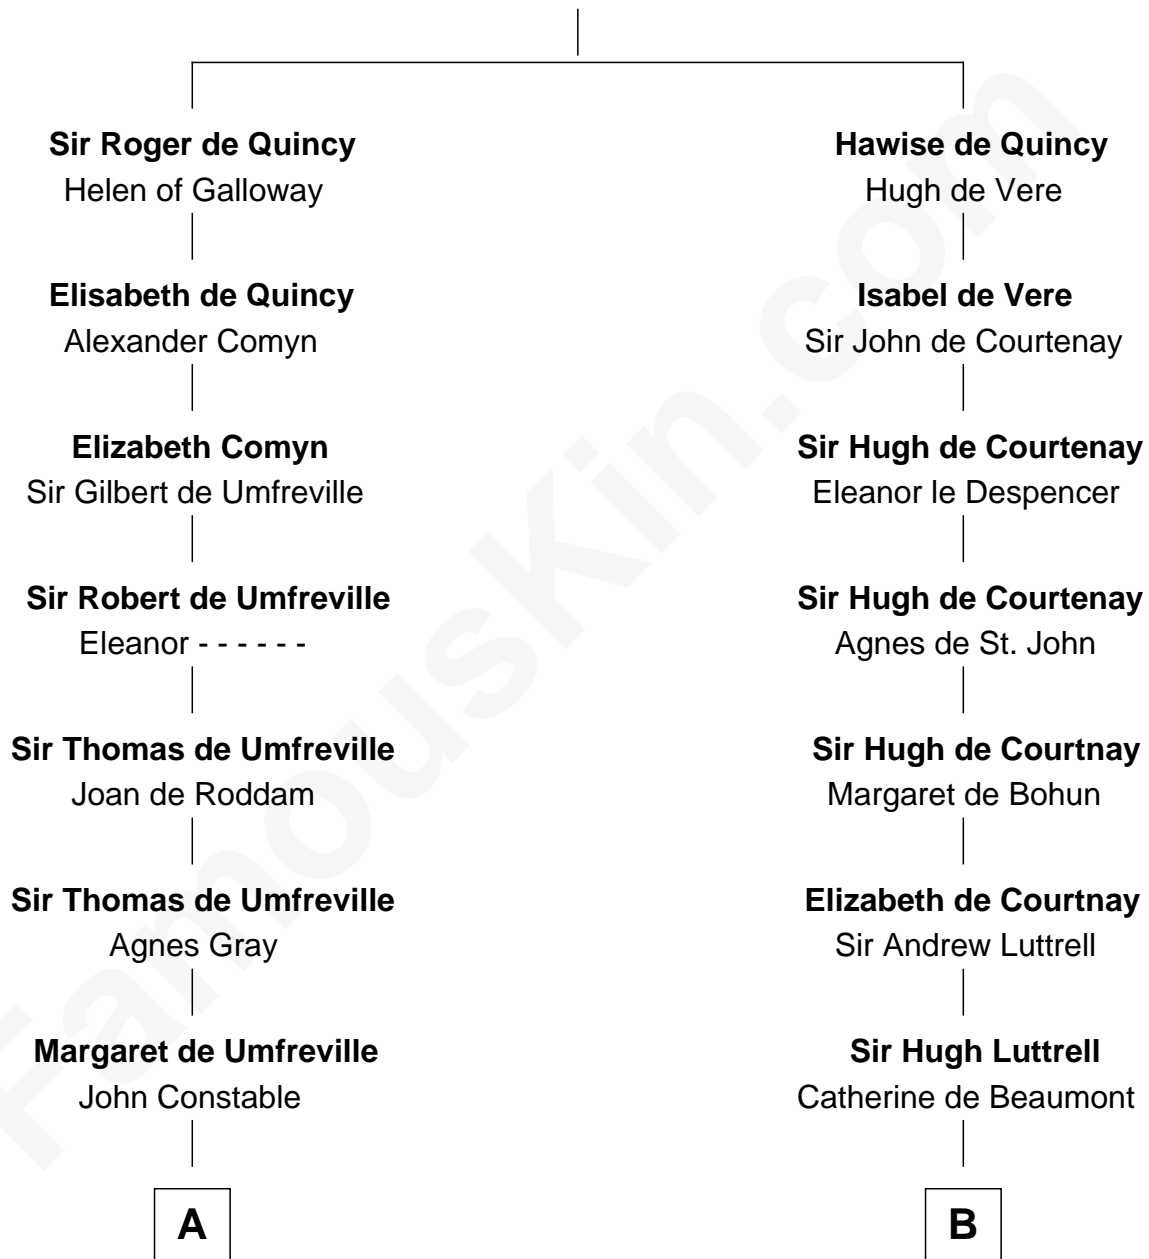 Sir Roger de Quincy
Helen of Galloway
Elisabeth de Quincy
Alexander Comyn
Elizabeth Comyn
Sir Gilbert de Umfreville
Sir Robert de Umfreville
Eleanor - - - - - -
Sir Thomas de Umfreville
Joan de Roddam
Sir Thomas de Umfreville
Agnes Gray
Margaret de Umfreville
John Constable
A
Hawise de Quincy
Hugh de Vere
Isabel de Vere
Sir John de Courtenay
Sir Hugh de Courtenay
Eleanor le Despencer
Sir Hugh de Courtenay
Agnes de St. John
Sir Hugh de Courtnay
Margaret de Bohun
Elizabeth de Courtnay
Sir Andrew Luttrell
Sir Hugh Luttrell
Catherine de Beaumont
B
FamousKin.com